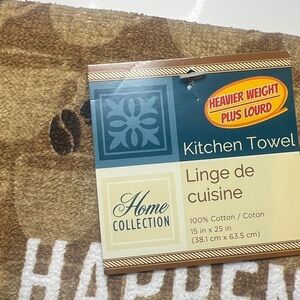 HEAVIER WEIGHT
PLUS LOURD
Kitchen Towel
Linge de
cuisine
Home
COLLECTION
100% Cotton / Coton
15 in x 25 in
(38.1 cm x 63.5 cm)
HAPPEN